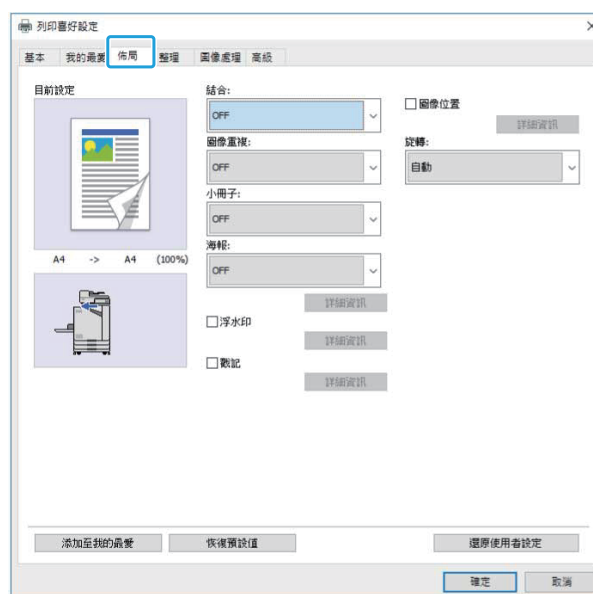 列印喜好設定
基本 我的最愛 佈局 整理 圖像處理 高級
目前設定
A4 -> A4 (100%)
結合:
OFF
圖像重複:
OFF
小冊子:
OFF
海報:
OFF
詳細資訊
浮水印
詳細資訊
戳記
詳細資訊
圖像位置
詳細資訊
旋轉:
自動
添加至我的最愛 恢復預設值 還原使用者設定
確定 取消